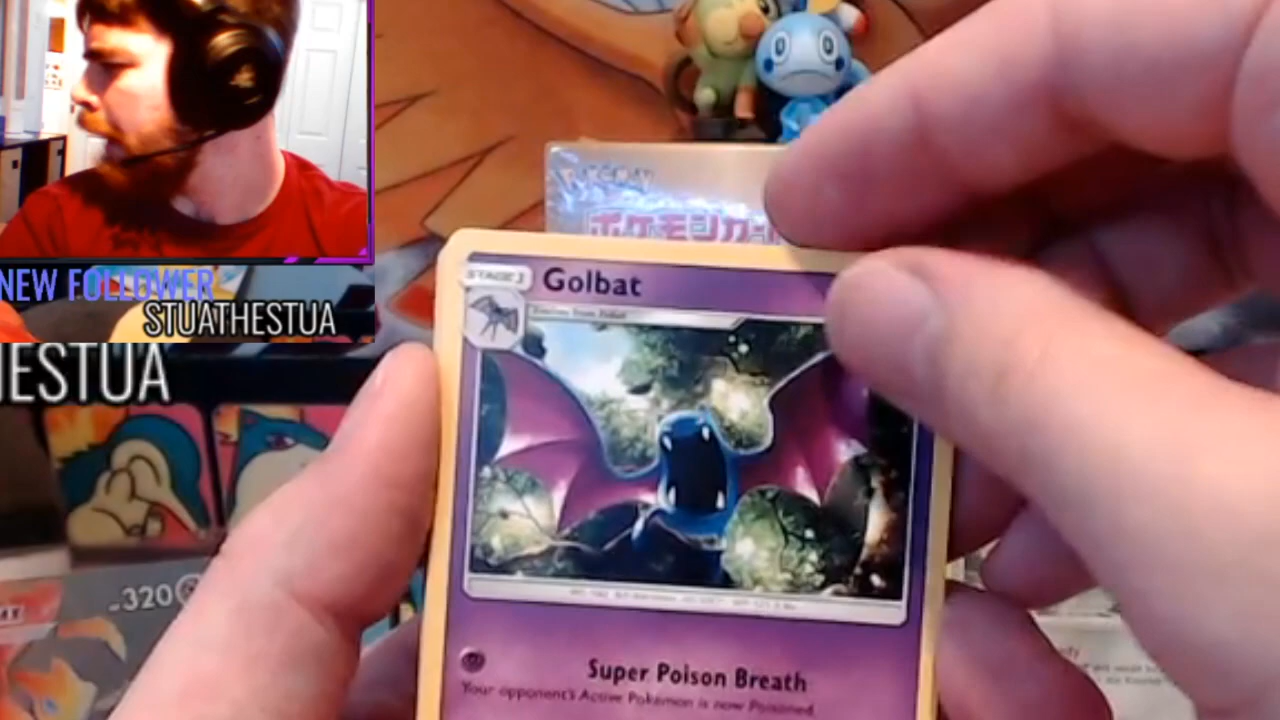 NEW FOLLOWER
STUATHESTUA
ESTUA
POKéMON
ポケモンカー
STAGE 1
Golbat
Evolves from Zubat
-320
Super Poison Breath
Your opponent's Active Pokémon is now Poisoned.